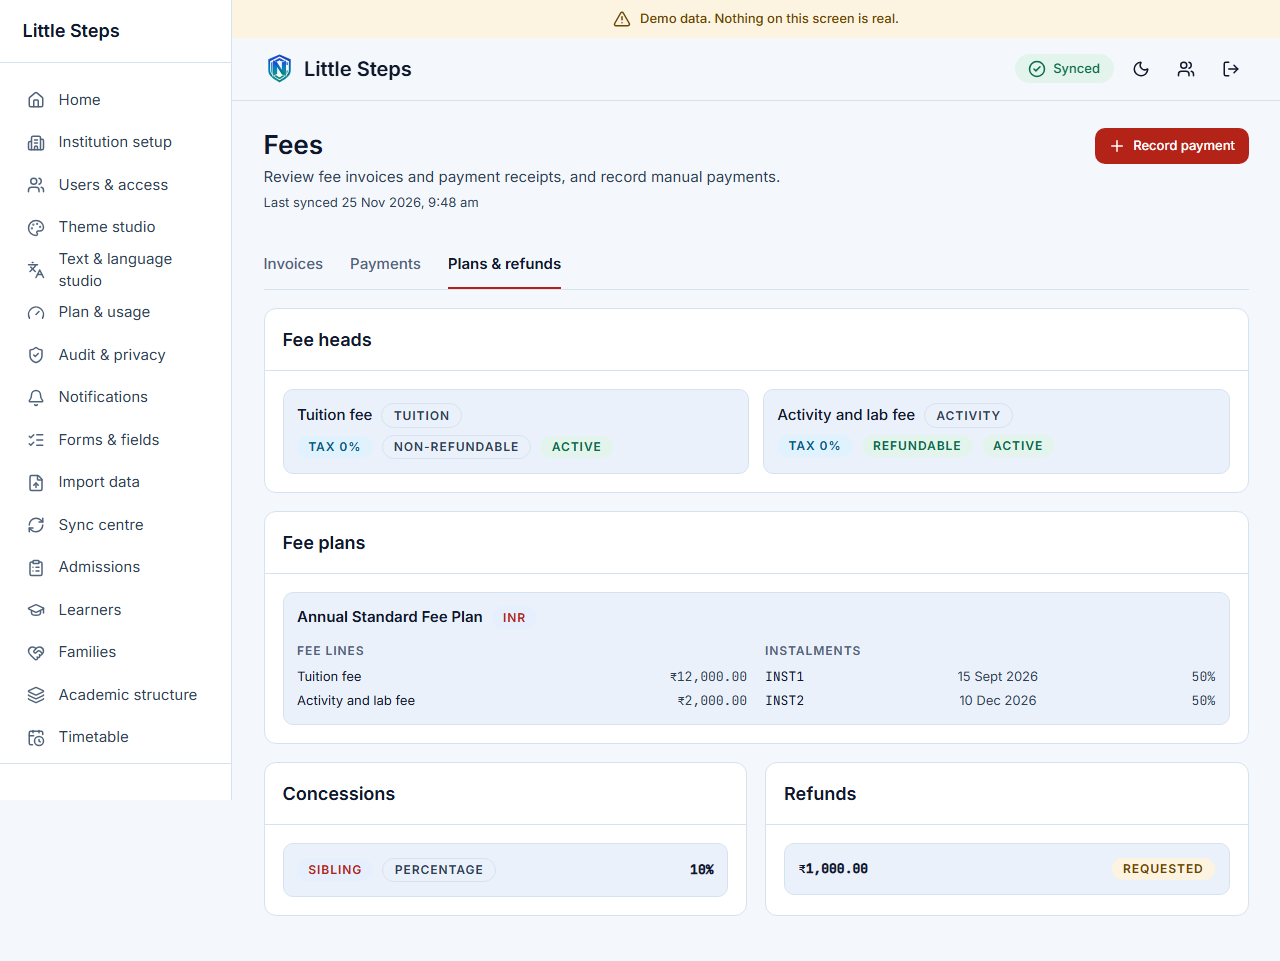 Little Steps
Demo data. Nothing on this screen is real.
Little Steps
Synced
Home
Institution setup
Users & access
Theme studio
Text & language
studio
Plan & usage
Audit & privacy
Notifications
Forms & fields
Import data
Sync centre
Admissions
Learners
Families
Academic structure
Timetable
Fees
Record payment
Review fee invoices and payment receipts, and record manual payments.
Last synced 25 Nov 2026, 9:48 am
Invoices Payments Plans & refunds
Fee heads
Tuition fee TUITION
TAX 0% NON-REFUNDABLE ACTIVE
Activity and lab fee ACTIVITY
TAX 0% REFUNDABLE ACTIVE
Fee plans
Annual Standard Fee Plan INR
FEE LINES
Tuition fee ₹12,000.00
Activity and lab fee ₹2,000.00
INSTALMENTS
INST1 15 Sept 2026 50%
INST2 10 Dec 2026 50%
Concessions
SIBLING PERCENTAGE 10%
Refunds
₹1,000.00 REQUESTED